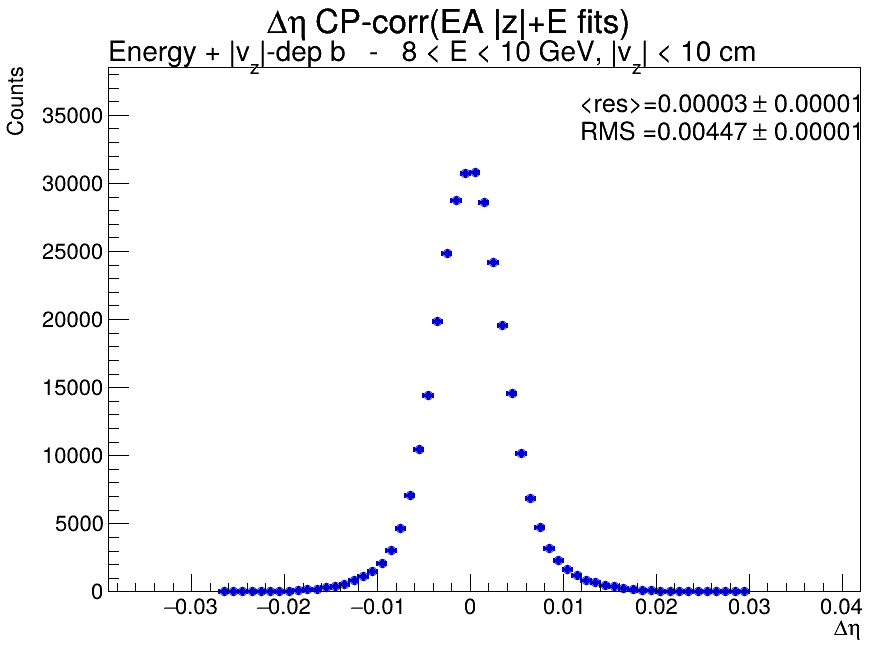 Δη CP-corr(EA |z|+E fits)
Energy + |v_z|-dep b - 8 < E < 10 GeV, |v_z| < 10 cm
<res>=0.00003 ± 0.00001
RMS =0.00447 ± 0.00001
Counts
35000
30000
25000
20000
15000
10000
5000
0
−0.03 −0.02 −0.01 0 0.01 0.02 0.03 0.04
Δη